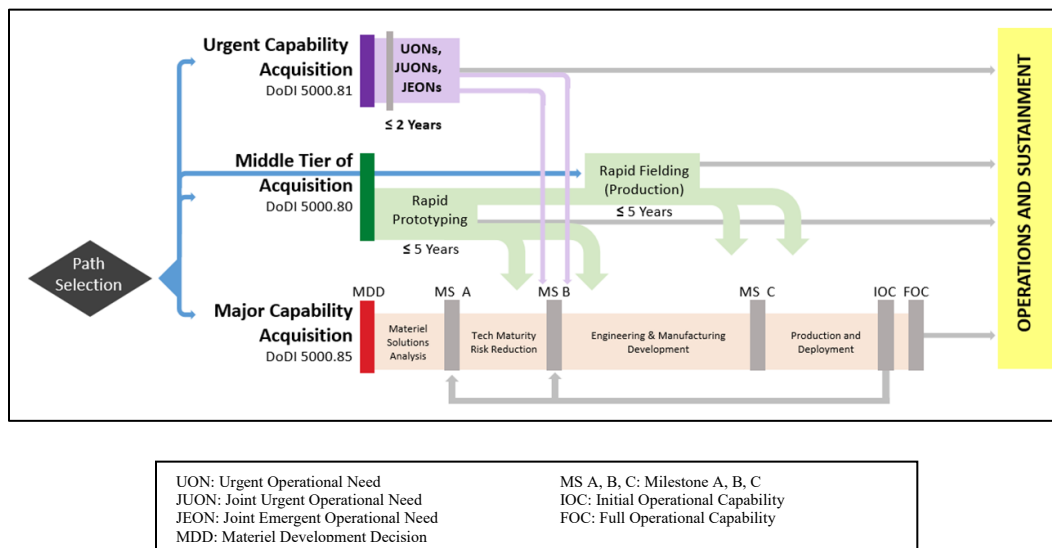 Urgent Capability
Acquisition
DoDI 5000.81
UONs,
JUONs,
JEONs
≤ 2 Years
Middle Tier of
Acquisition
DoDI 5000.80
Rapid
Prototyping
≤ 5 Years
Rapid Fielding
(Production)
≤ 5 Years
Path
Selection
Major Capability
Acquisition
DoDI 5000.85
MDD
MS A
MS B
MS C
IOC
FOC
Materiel
Solutions
Analysis
Tech Maturity
Risk Reduction
Engineering & Manufacturing
Development
Production and
Deployment
OPERATIONS AND SUSTAINMENT
UON: Urgent Operational Need
JUON: Joint Urgent Operational Need
JEON: Joint Emergent Operational Need
MDD: Materiel Development Decision
MS A, B, C: Milestone A, B, C
IOC: Initial Operational Capability
FOC: Full Operational Capability